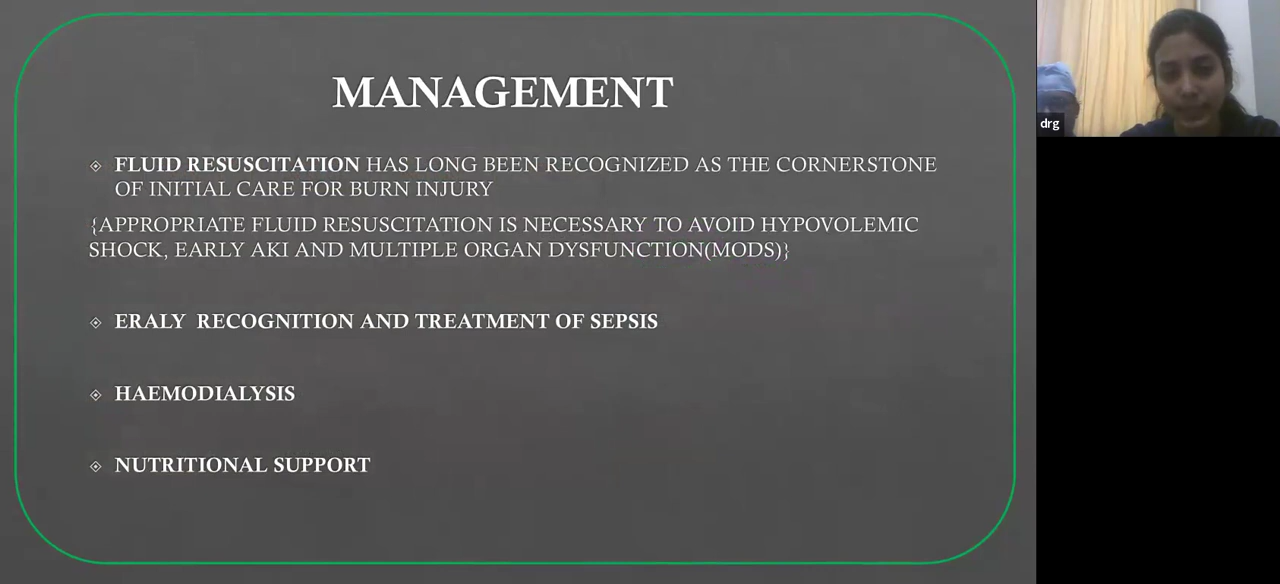 MANAGEMENT
FLUID RESUSCITATION HAS LONG BEEN RECOGNIZED AS THE CORNERSTONE
OF INITIAL CARE FOR BURN INJURY
{APPROPRIATE FLUID RESUSCITATION IS NECESSARY TO AVOID HYPOVOLEMIC
SHOCK, EARLY AKI AND MULTIPLE ORGAN DYSFUNCTION(MODS)}
ERALY RECOGNITION AND TREATMENT OF SEPSIS
HAEMODIALYSIS
NUTRITIONAL SUPPORT
drg